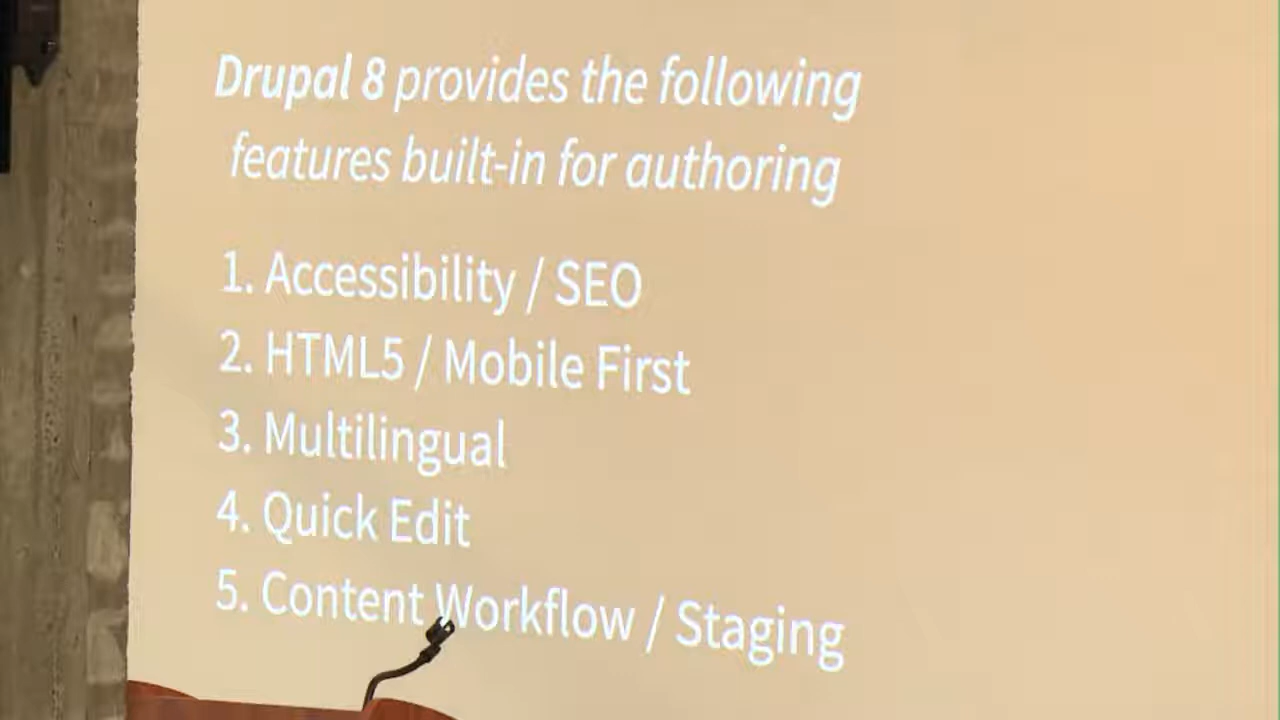 Drupal 8 provides the following
features built-in for authoring
1. Accessibility / SEO
2. HTML5 / Mobile First
3. Multilingual
4. Quick Edit
5. Content Workflow / Staging